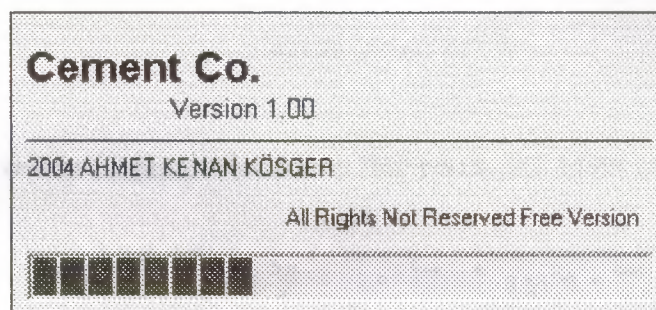 Cement Co.
Version 1.00
2004 AHMET KENAN KÖSGER
All Rights Not Reserved Free Version